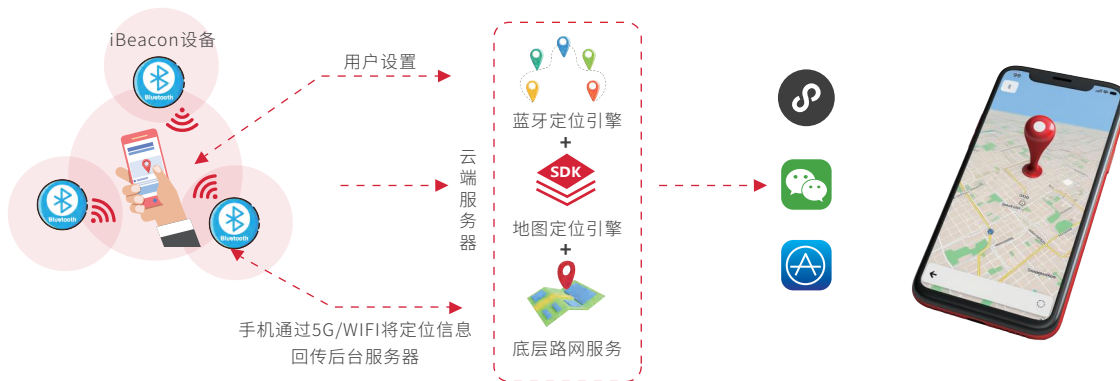 iBeacon设备
Bluetooth
用户设置
Bluetooth
Bluetooth
手机通过5G/WIFI将定位信息
回传后台服务器
云端服务器
蓝牙定位引擎
+
SDK
地图定位引擎
+
底层路网服务